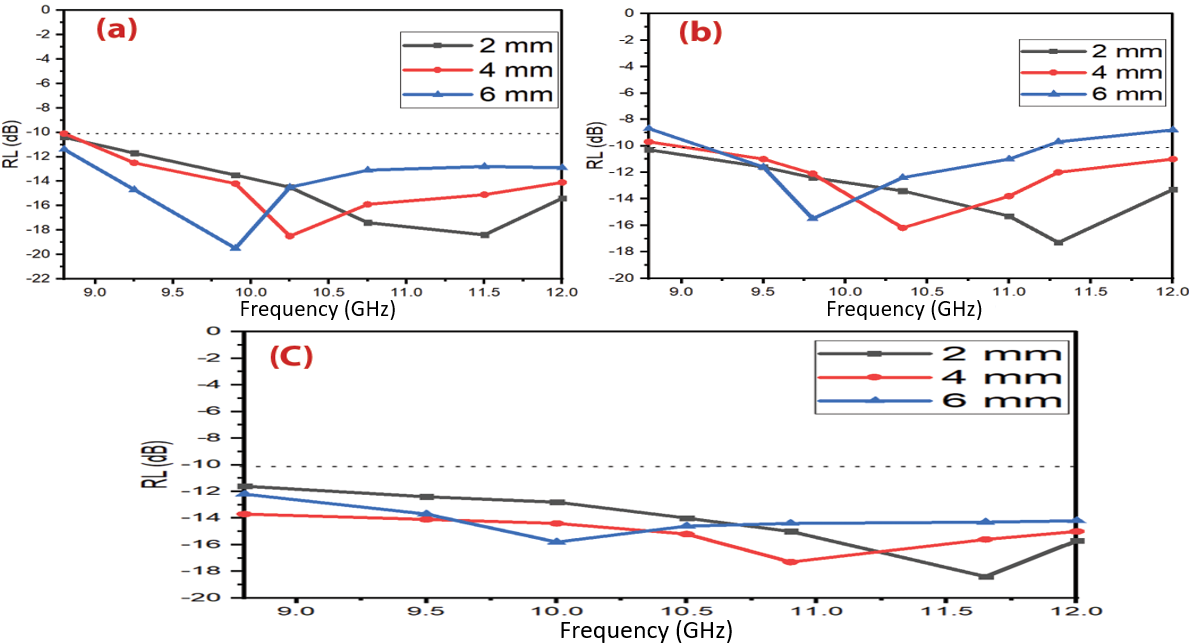 (a)
RL (dB)
0
-2
-4
-6
-8
-10
-12
-14
-16
-18
-20
-22
2 mm
4 mm
6 mm
9.0 9.5 10.0 10.5 11.0 11.5 12.0
Frequency (GHz)
(b)
RL (dB)
0
-2
-4
-6
-8
-10
-12
-14
-16
-18
-20
2 mm
4 mm
6 mm
9.0 9.5 10.0 10.5 11.0 11.5 12.0
Frequency (GHz)
(C)
RL (dB)
0
-2
-4
-6
-8
-10
-12
-14
-16
-18
-20
2 mm
4 mm
6 mm
9.0 9.5 10.0 10.5 11.0 11.5 12.0
Frequency (GHz)